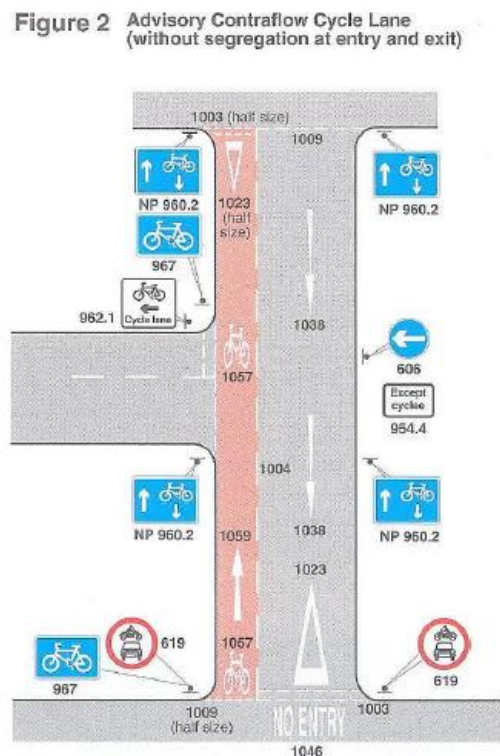 Figure 2 Advisory Contraflow Cycle Lane
(without segregation at entry and exit)
1003 (half size)
1009
NP 960.2
1023
(half
size)
NP 960.2
967
962.1
Cycle lane
1038
1057
606
Except
cycles
954.4
1004
NP 960.2
1059
1038
NP 960.2
1023
619
1057
967
619
1009
(half size)
NO ENTRY
1003
1046